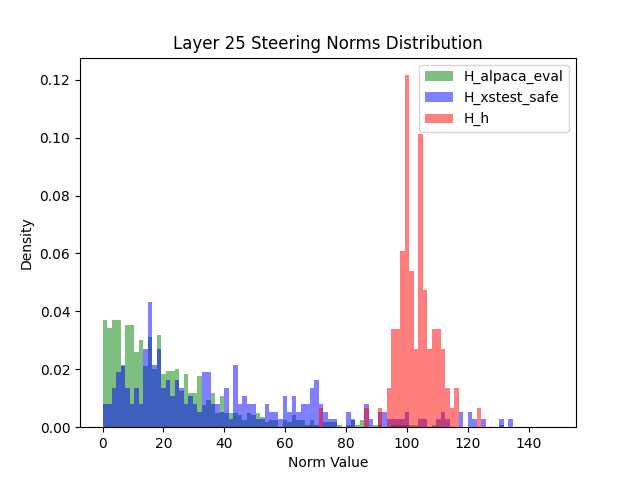 Layer 25 Steering Norms Distribution
H_alpaca_eval
H_xstest_safe
H_h
Density
0.12
0.10
0.08
0.06
0.04
0.02
0.00
0 20 40 60 80 100 120 140
Norm Value